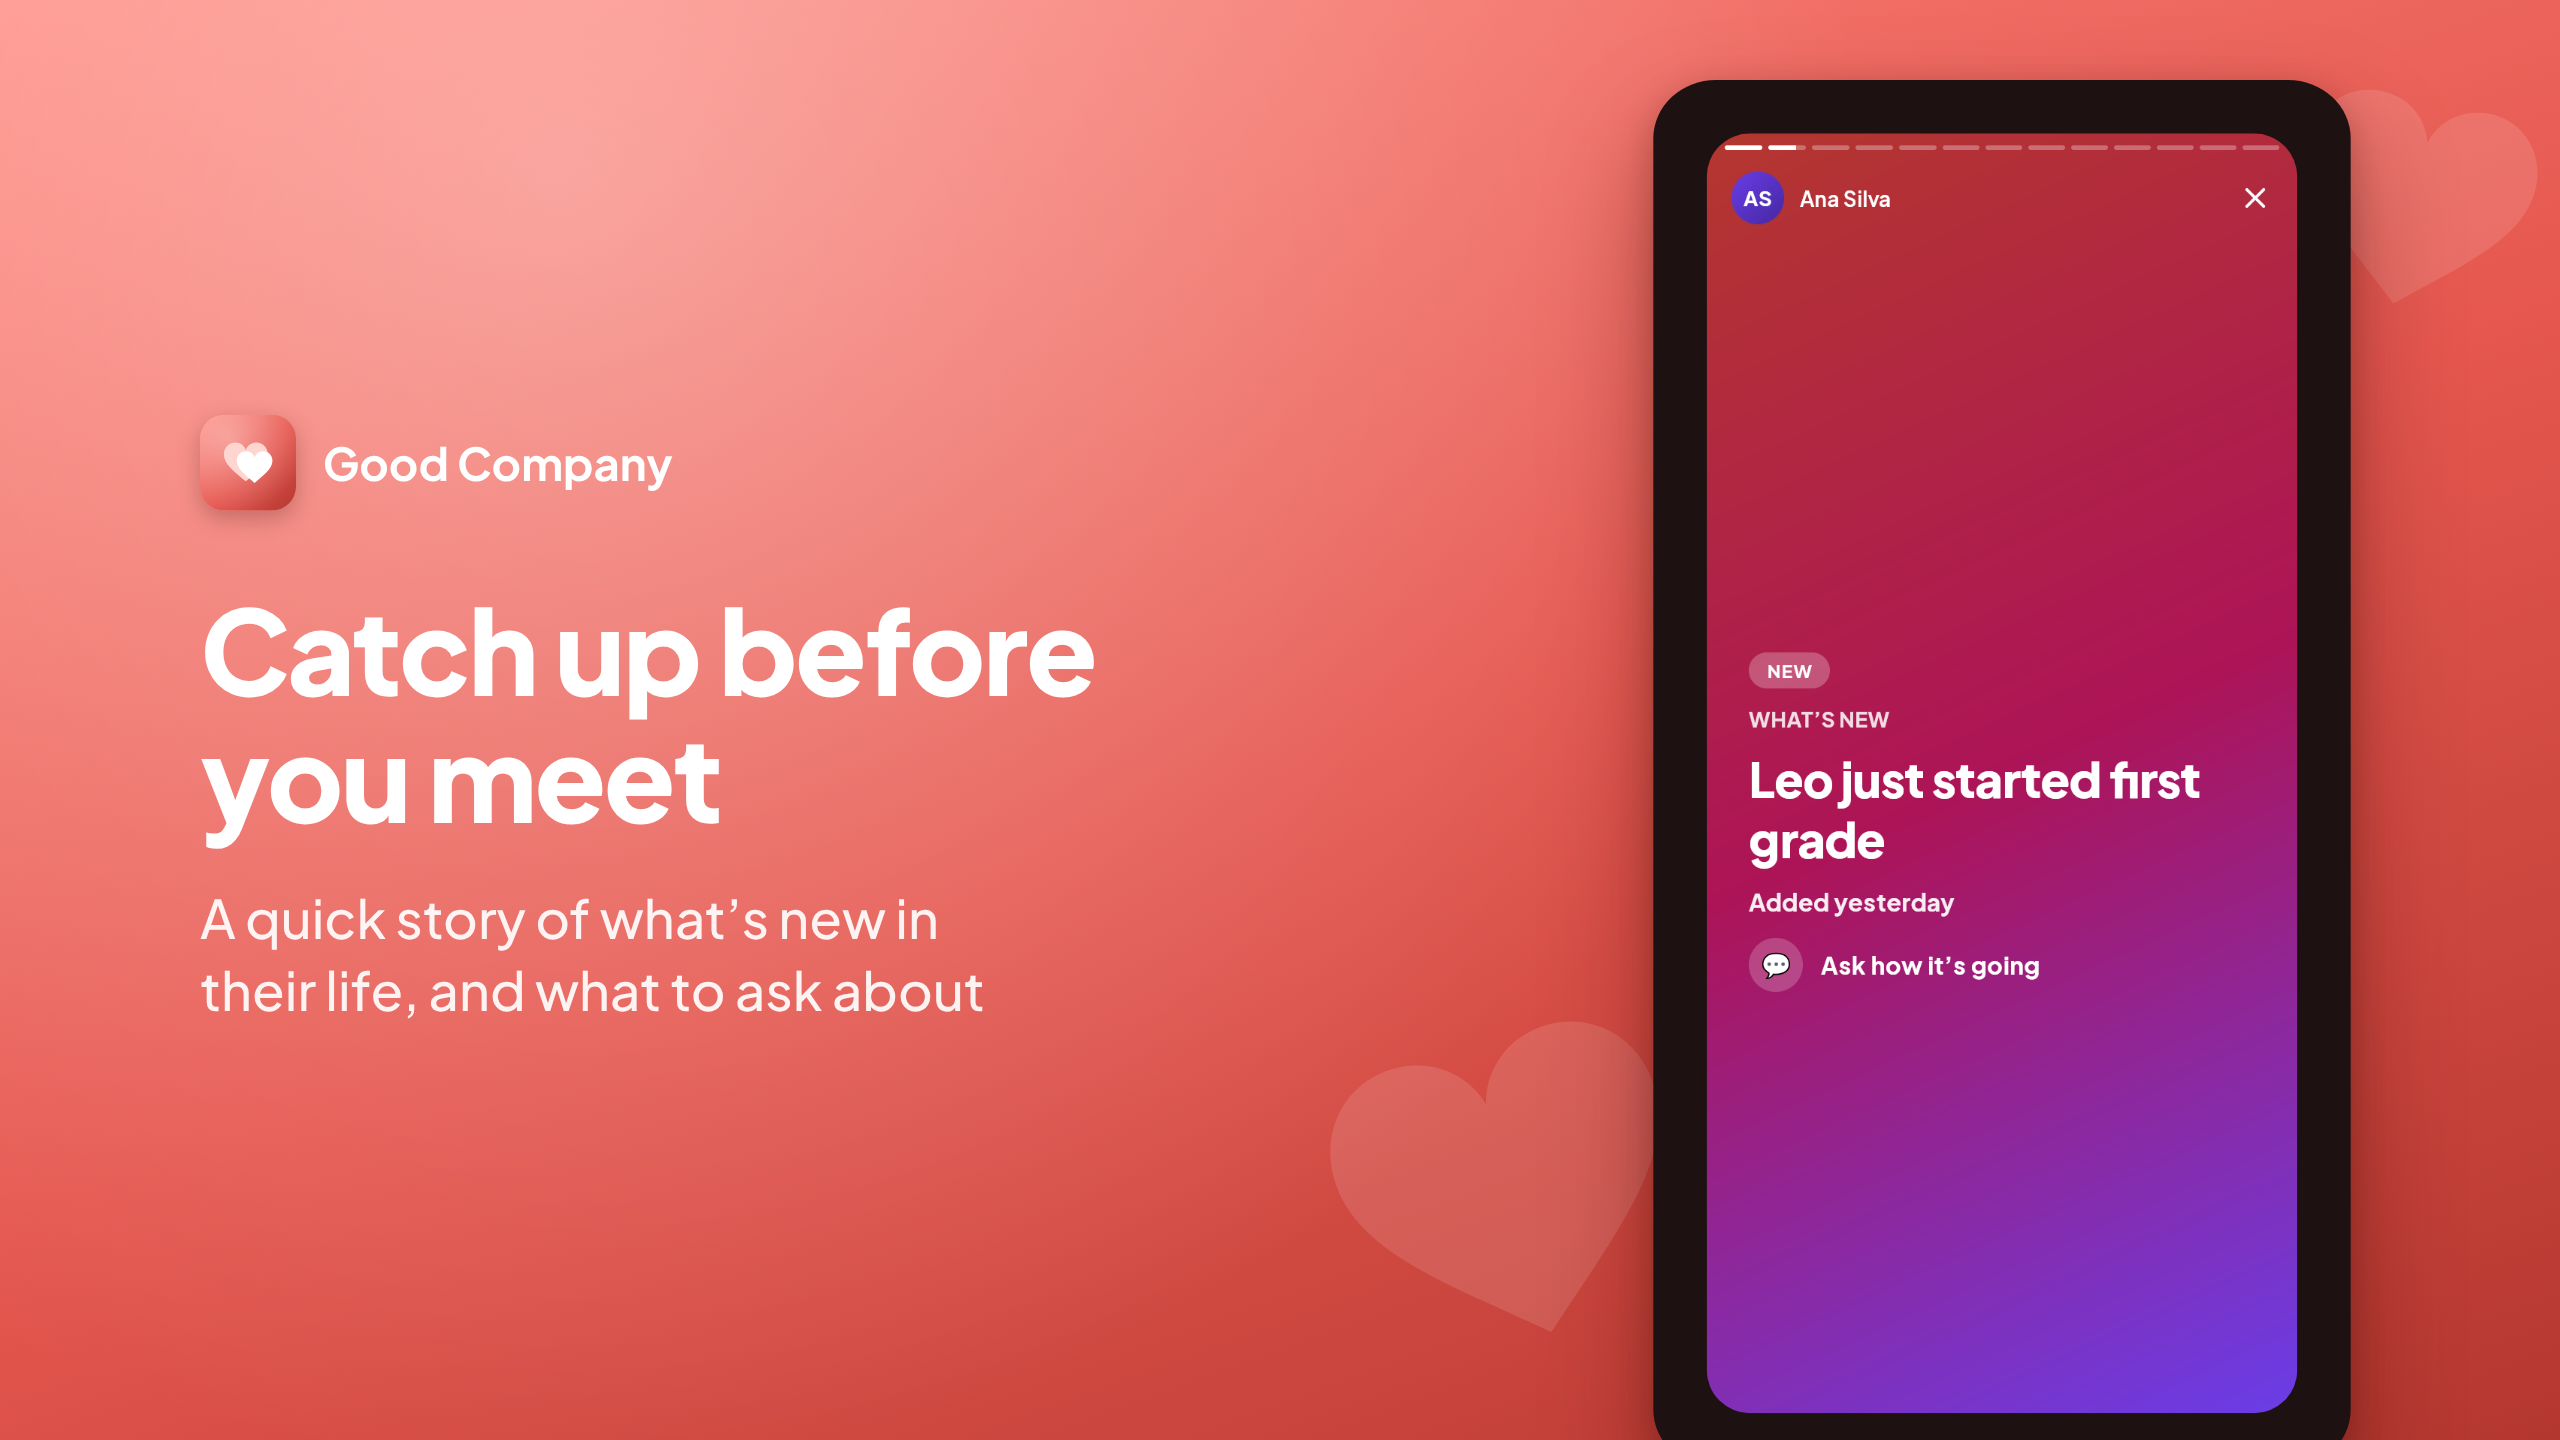 Good Company
Catch up before
you meet
A quick story of what’s new in
their life, and what to ask about
AS
Ana Silva
NEW
WHAT’S NEW
Leo just started first
grade
Added yesterday
Ask how it’s going